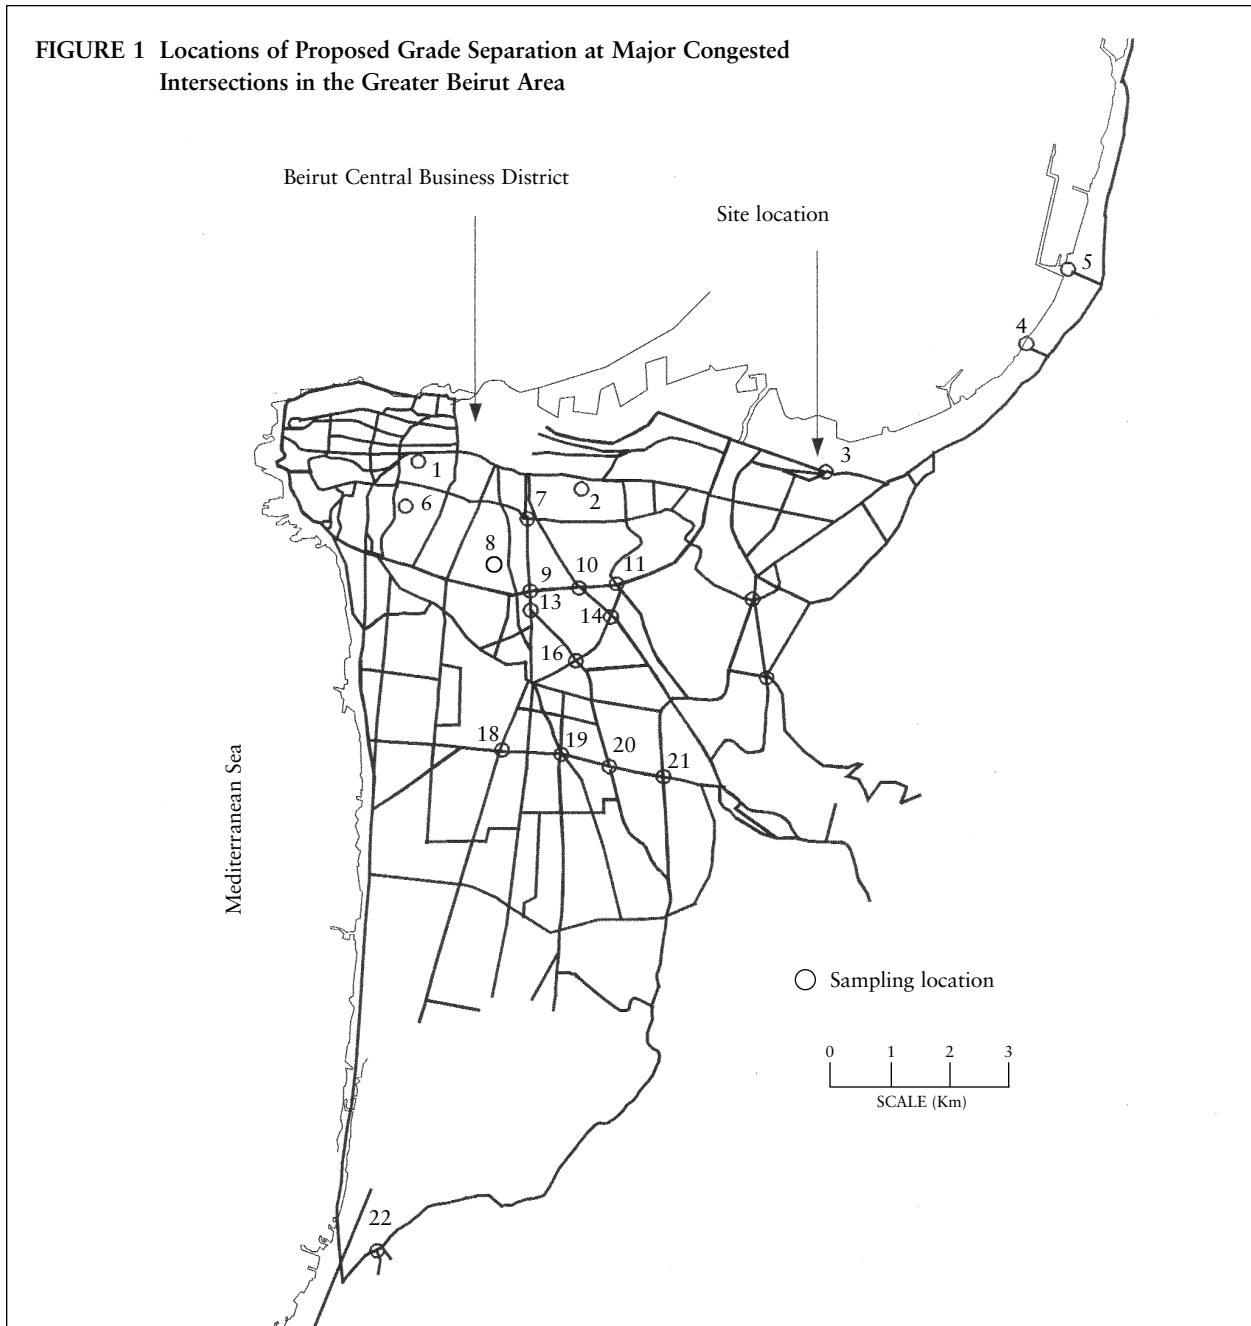 FIGURE 1 Locations of Proposed Grade Separation at Major Congested
Intersections in the Greater Beirut Area
Beirut Central Business District
Site location
5
4
3
1
2
6
7
8
9
10
11
13
14
16
18
19
20
21
Mediterranean Sea
Sampling location
0 1 2 3
SCALE (Km)
22